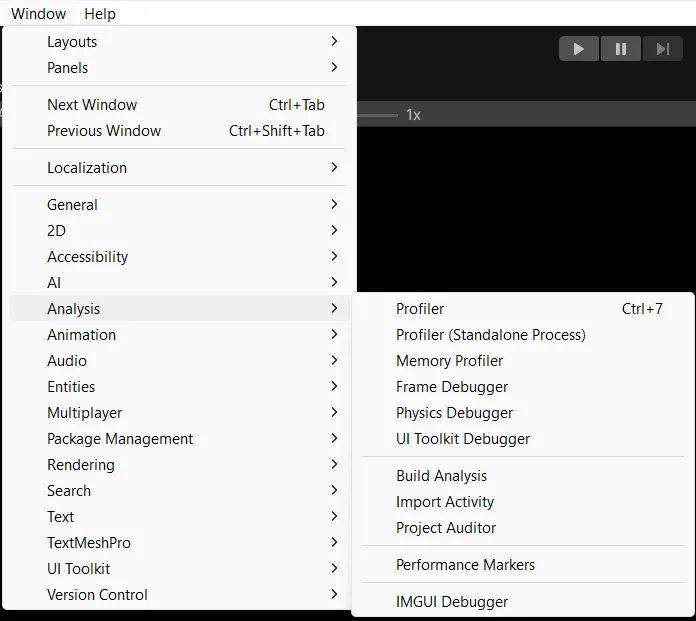 Window Help
Layouts
Panels
Next Window Ctrl+Tab
Previous Window Ctrl+Shift+Tab
1x
Localization
General
2D
Accessibility
AI
Analysis
Animation
Audio
Entities
Multiplayer
Package Management
Rendering
Search
Text
TextMeshPro
UI Toolkit
Version Control
Profiler Ctrl+7
Profiler (Standalone Process)
Memory Profiler
Frame Debugger
Physics Debugger
UI Toolkit Debugger
Build Analysis
Import Activity
Project Auditor
Performance Markers
IMGUI Debugger